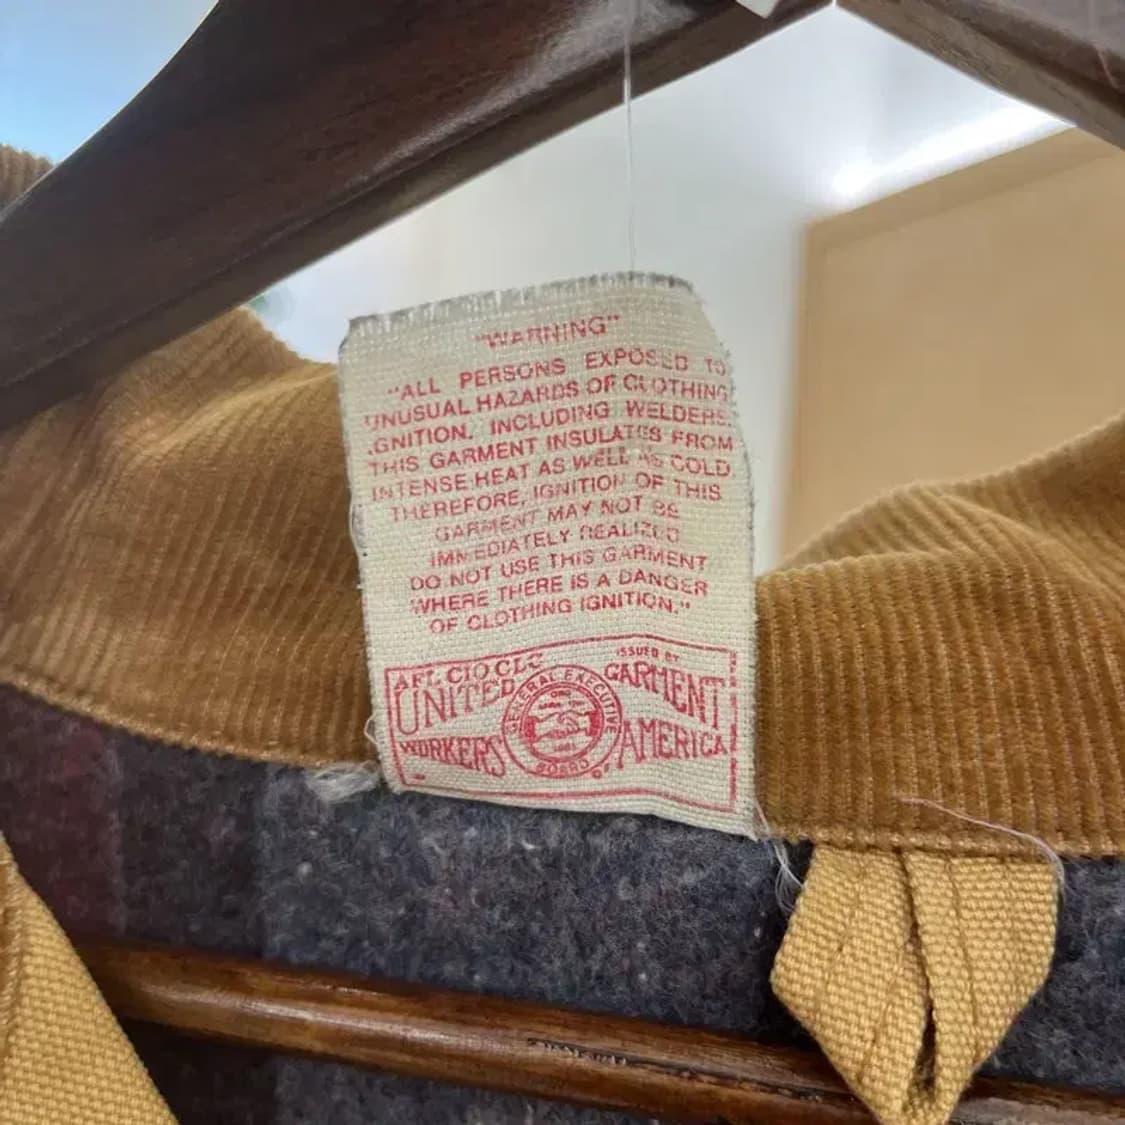 "WARNING"
"ALL PERSONS EXPOSED TO
UNUSUAL HAZARDS OF CLOTHING
IGNITION, INCLUDING WELDERS.
THIS GARMENT INSULATES FROM
INTENSE HEAT AS WELL AS COLD
THEREFORE, IGNITION OF THIS
GARMENT MAY NOT BE
IMMEDIATELY REALIZED
DO NOT USE THIS GARMENT
WHERE THERE IS A DANGER
OF CLOTHING IGNITION."
AFL CIO CLC
ISSUED BY
UNITED GARMENT
WORKERS OF AMERICA
GENERAL EXECUTIVE
BOARD